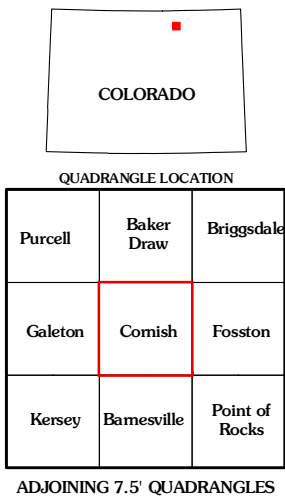 COLORADO
QUADRANGLE LOCATION
Purcell
Baker
Draw
Briggsdale
Galeton
Cornish
Fosston
Kersey
Barnesville
Point of
Rocks
ADJOINING 7.5' QUADRANGLES